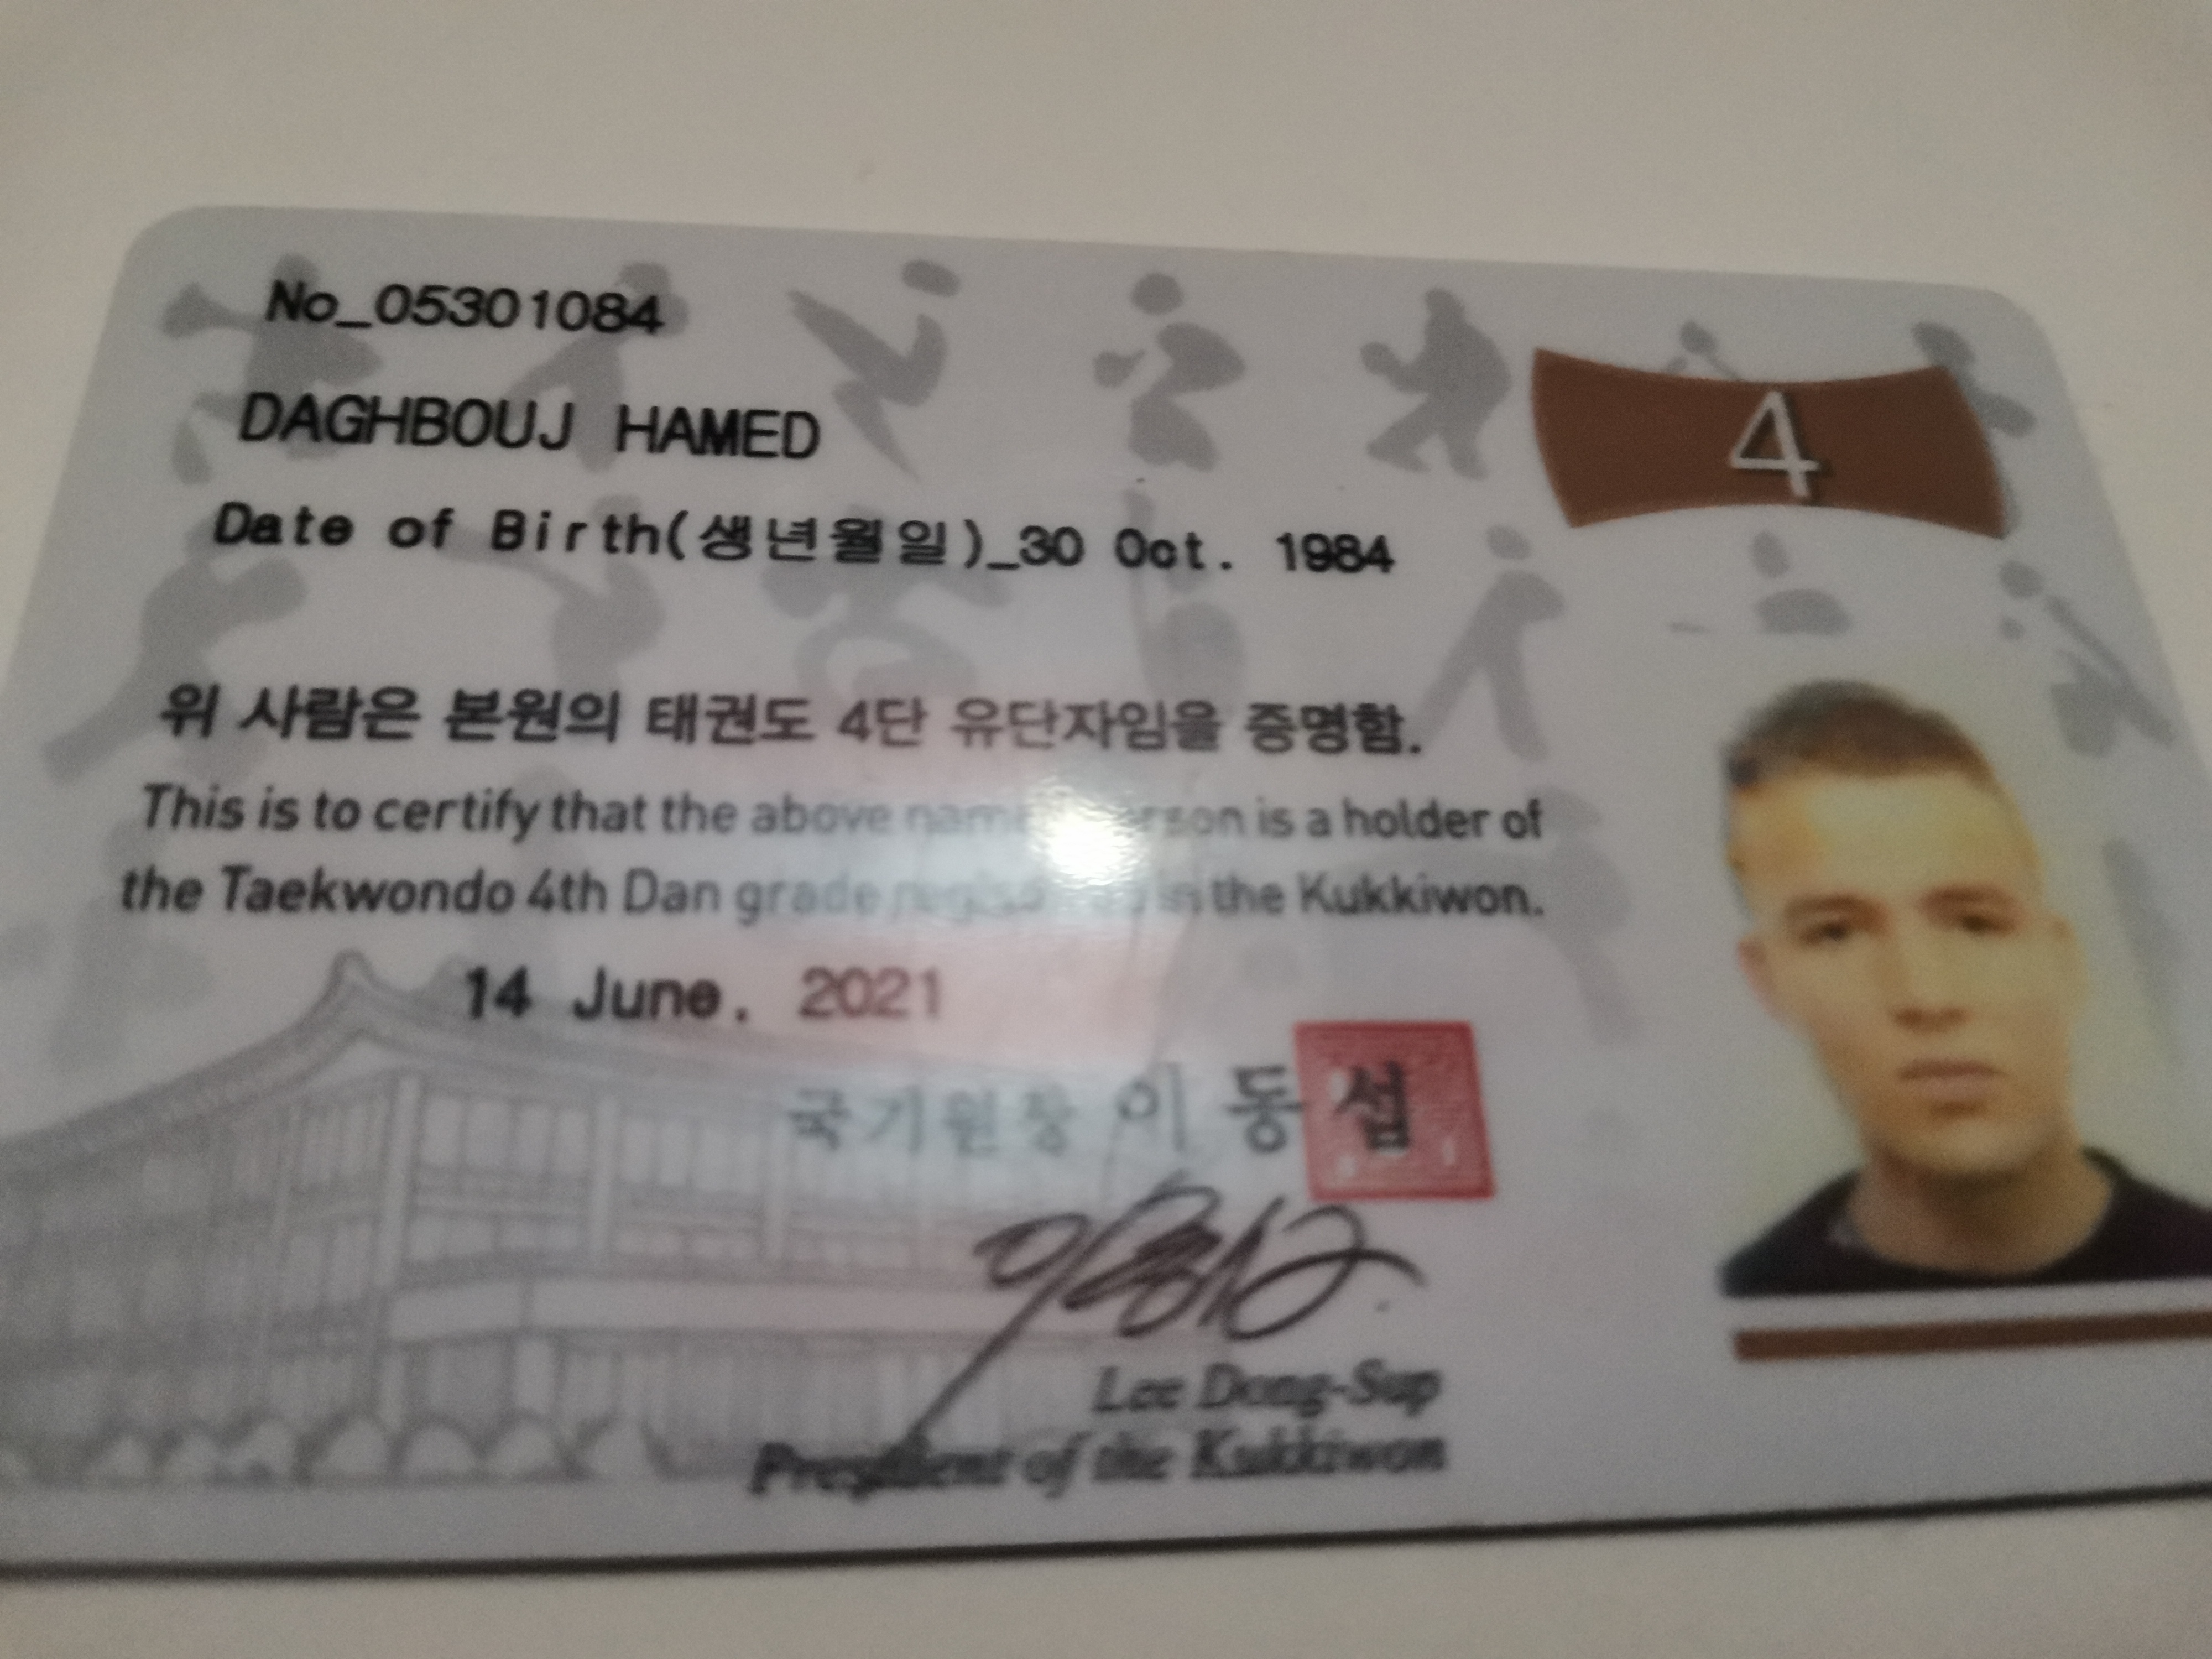 No_05301084
4
DAGHBOUJ HAMED
Date of Birth(생년월일)_30 Oct. 1984
위 사람은 본원의 태권도 4단 유단자임을 증명함.
This is to certify that the above is a holder of
the Taekwondo 4th Dan grade in the Kukkiwon.
14 June. 2021
국기원장 이동섭
Lee Dong-Sup
President of the Kukkiwon